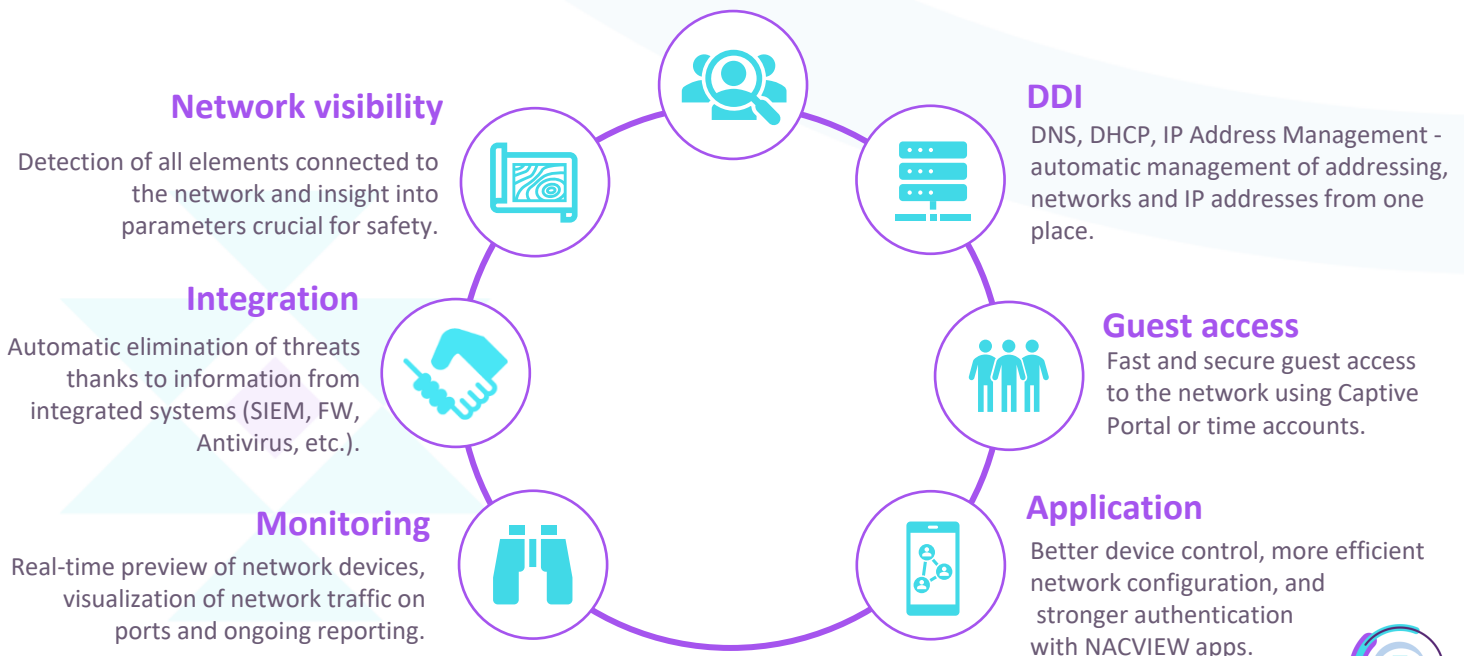 Network visibility
Detection of all elements connected to
the network and insight into
parameters crucial for safety.
Integration
Automatic elimination of threats
thanks to information from
integrated systems (SIEM, FW,
Antivirus, etc.).
Monitoring
Real-time preview of network devices,
visualization of network traffic on
ports and ongoing reporting.
DDI
DNS, DHCP, IP Address Management -
automatic management of addressing,
networks and IP addresses from one
place.
Guest access
Fast and secure guest access
to the network using Captive
Portal or time accounts.
Application
Better device control, more efficient
network configuration, and
stronger authentication
with NACVIEW apps.